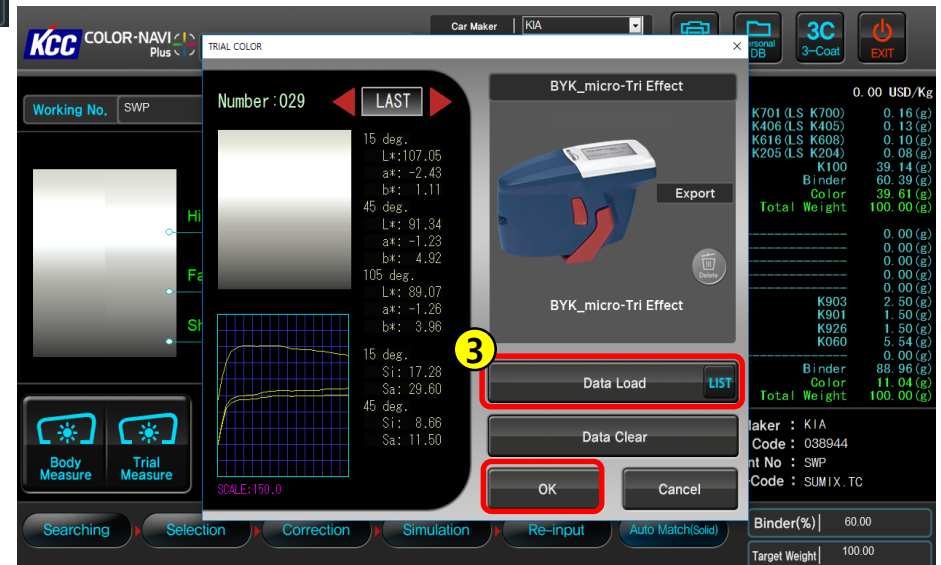 KCC COLOR-NAVI
Plus
Car Maker KIA
DB
3C
3-Coat
EXIT
TRIAL COLOR
Working No. SWP
Number:029 LAST
15 deg.
L*:107.05
a*: -2.43
b*: 1.11
45 deg.
L*: 91.34
a*: -1.23
b*: 4.92
105 deg.
L*: 89.07
a*: -1.26
b*: 3.96
15 deg.
Si: 17.28
Sa: 29.60
45 deg.
Si: 8.66
Sa: 11.50
SCALE:150.0
BYK_micro-Tri Effect
Export
Delete
BYK_micro-Tri Effect
3
Data Load LIST
Data Clear
OK Cancel
0.00 USD/Kg
K701(LS K700) 0.16(g)
K406(LS K405) 0.13(g)
K616(LS K608) 0.10(g)
K205(LS K204) 0.08(g)
K100 39.14(g)
Binder 60.39(g)
Color 39.61(g)
Total Weight 100.00(g)
0.00(g)
0.00(g)
0.00(g)
0.00(g)
K903 2.50(g)
K901 1.50(g)
K926 1.50(g)
K060 5.54(g)
0.00(g)
Binder 88.96(g)
Color 11.04(g)
Total Weight 100.00(g)
aker : KIA
Code : 038944
nt No : SWP
Code : SUMIX.TC
Hi
Fa
Sh
Body
Measure
Trial
Measure
Searching Selection Correction Simulation Re-input Auto Match(Solid)
Binder(%) 60.00
Target Weight 100.00